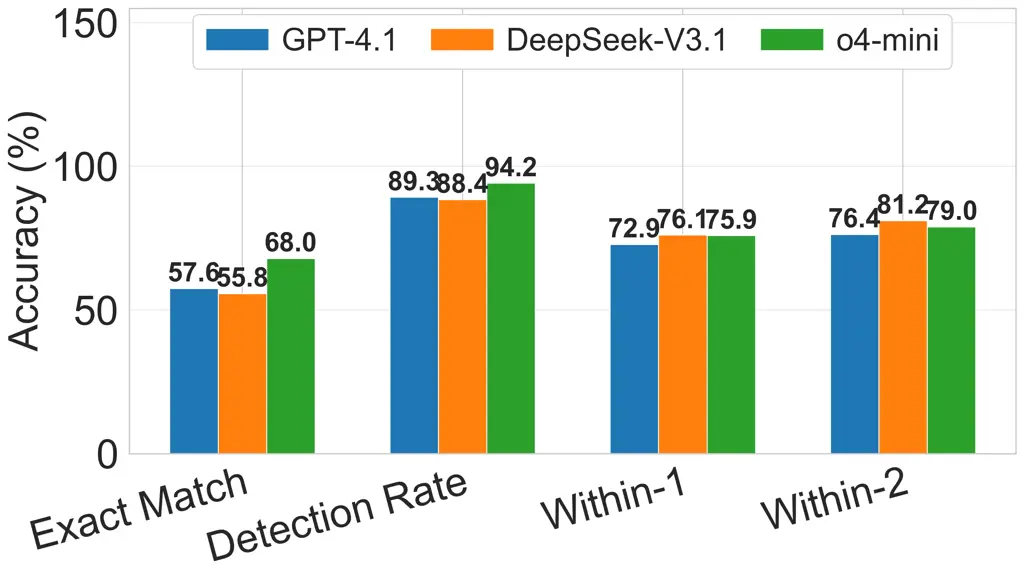 GPT-4.1 DeepSeek-V3.1 o4-mini
Accuracy (%)
150
100
50
0
57.6 55.8 68.0
89.3 88.4 94.2
72.9 76.1 75.9
76.4 81.2 79.0
Exact Match Detection Rate Within-1 Within-2